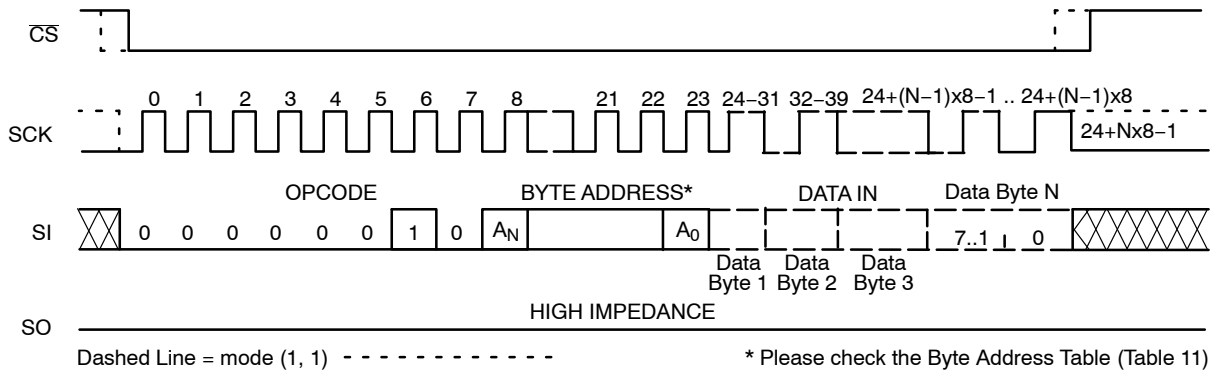 CS
0 1 2 3 4 5 6 7 8 21 22 23 24−31 32−39 24+(N−1)x8−1 .. 24+(N−1)x8
SCK
24+Nx8−1
OPCODE BYTE ADDRESS* DATA IN Data Byte N
SI
0 0 0 0 0 0 1 0 AN A0 7..1 0
Data Byte 1
Data Byte 2
Data Byte 3
HIGH IMPEDANCE
SO
Dashed Line = mode (1, 1)
* Please check the Byte Address Table (Table 11)